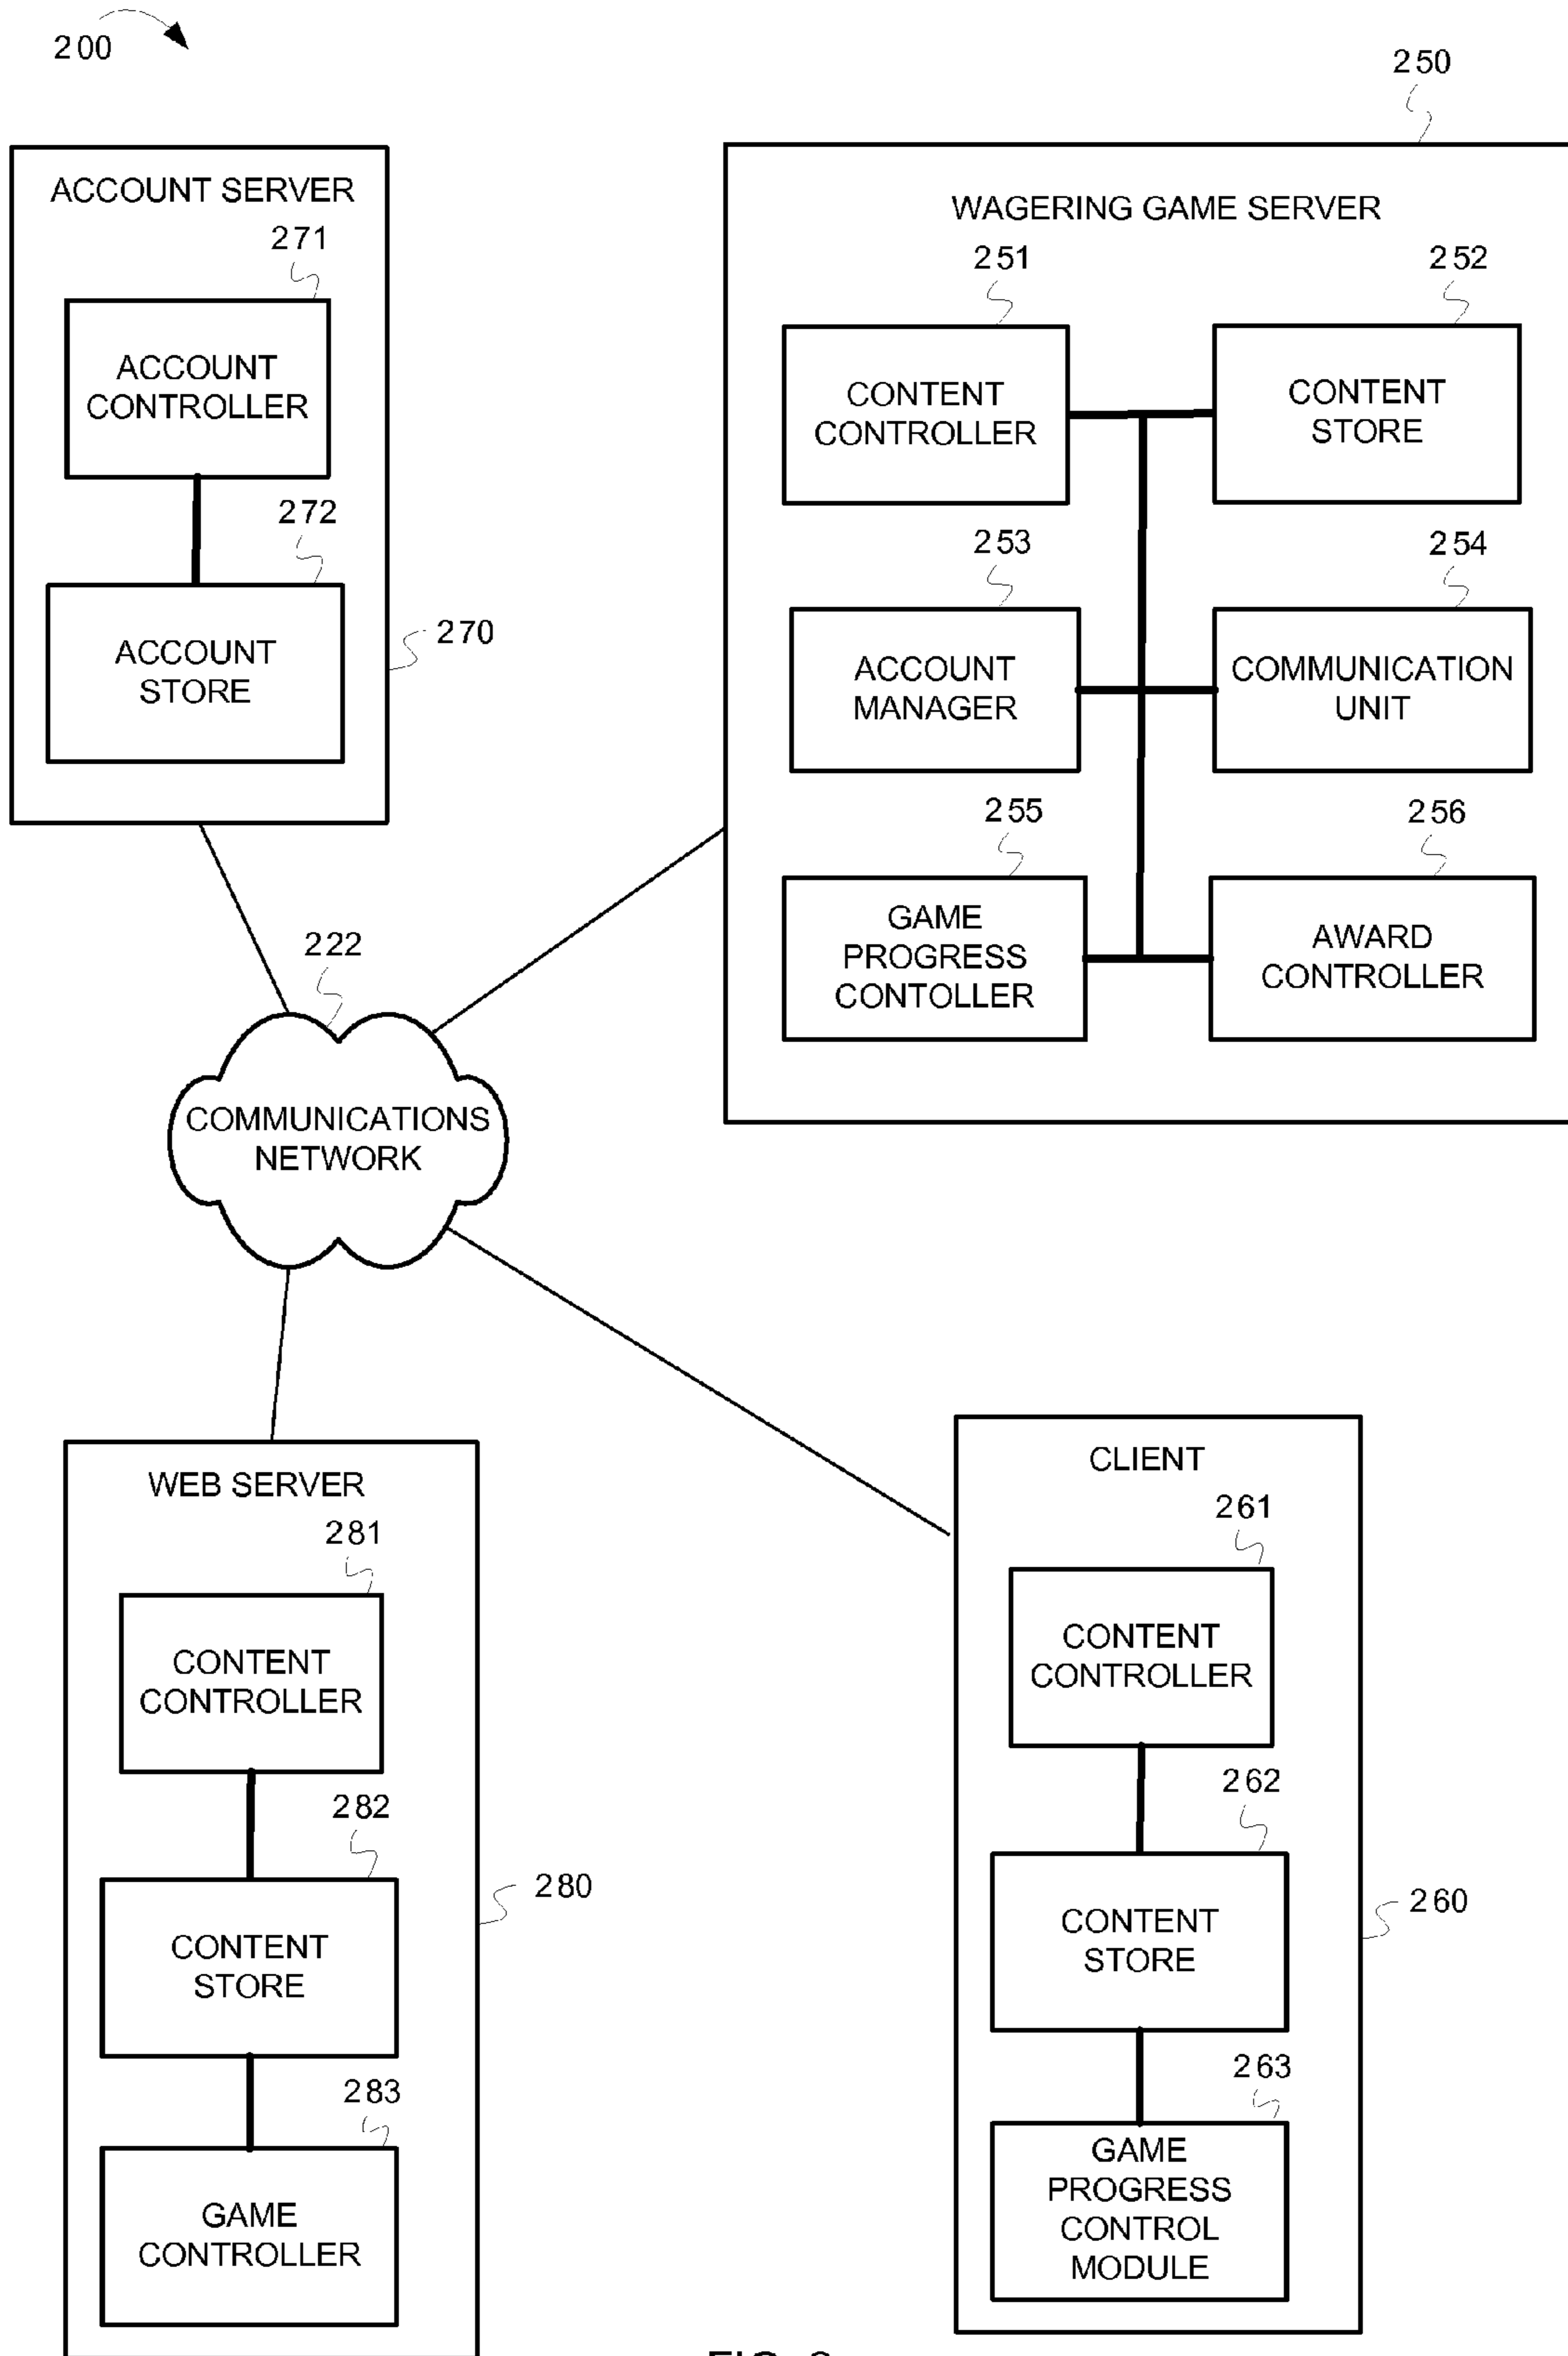 200
250
ACCOUNT SERVER
271
ACCOUNT
CONTROLLER
272
ACCOUNT
STORE
270
WAGERING GAME SERVER
251
CONTENT
CONTROLLER
252
CONTENT
STORE
253
ACCOUNT
MANAGER
254
COMMUNICATION
UNIT
255
GAME
PROGRESS
CONTOLLER
256
AWARD
CONTROLLER
222
COMMUNICATIONS
NETWORK
WEB SERVER
281
CONTENT
CONTROLLER
282
CONTENT
STORE
280
283
GAME
CONTROLLER
CLIENT
261
CONTENT
CONTROLLER
262
CONTENT
STORE
260
263
GAME
PROGRESS
CONTROL
MODULE